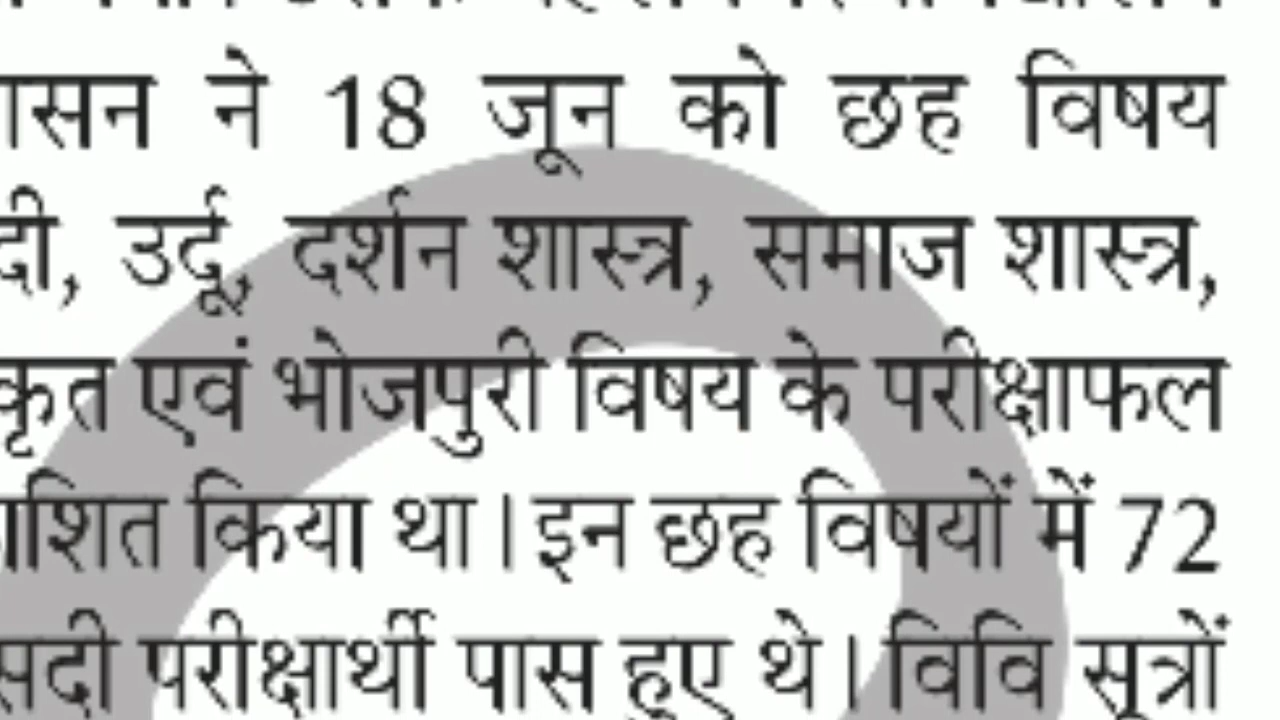 ासन ने 18 जून को छह विषय
दी, उर्दू, दर्शन शास्त्र, समाज शास्त्र,
कृत एवं भोजपुरी विषय के परीक्षाफल
ाशित किया था। इन छह विषयों में 72
सदी परीक्षार्थी पास हुए थे। विवि सूत्रों